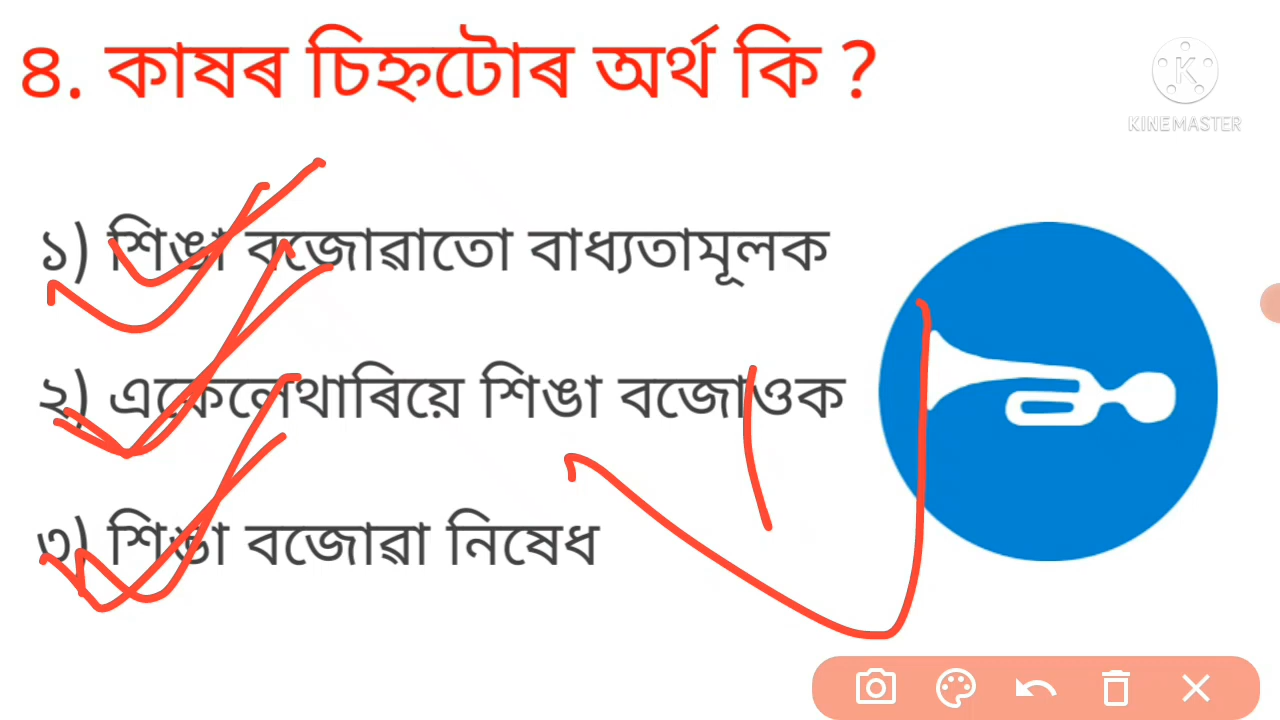 ৪. কাষৰ চিহ্নটোৰ অৰ্থ কি ?
KINEMASTER
১) শিঙা বজোৱাতো বাধ্যতামূলক
২) একেলেথাৰিয়ে শিঙা বজোওক
৩) শিঙা বজোৱা নিষেধ